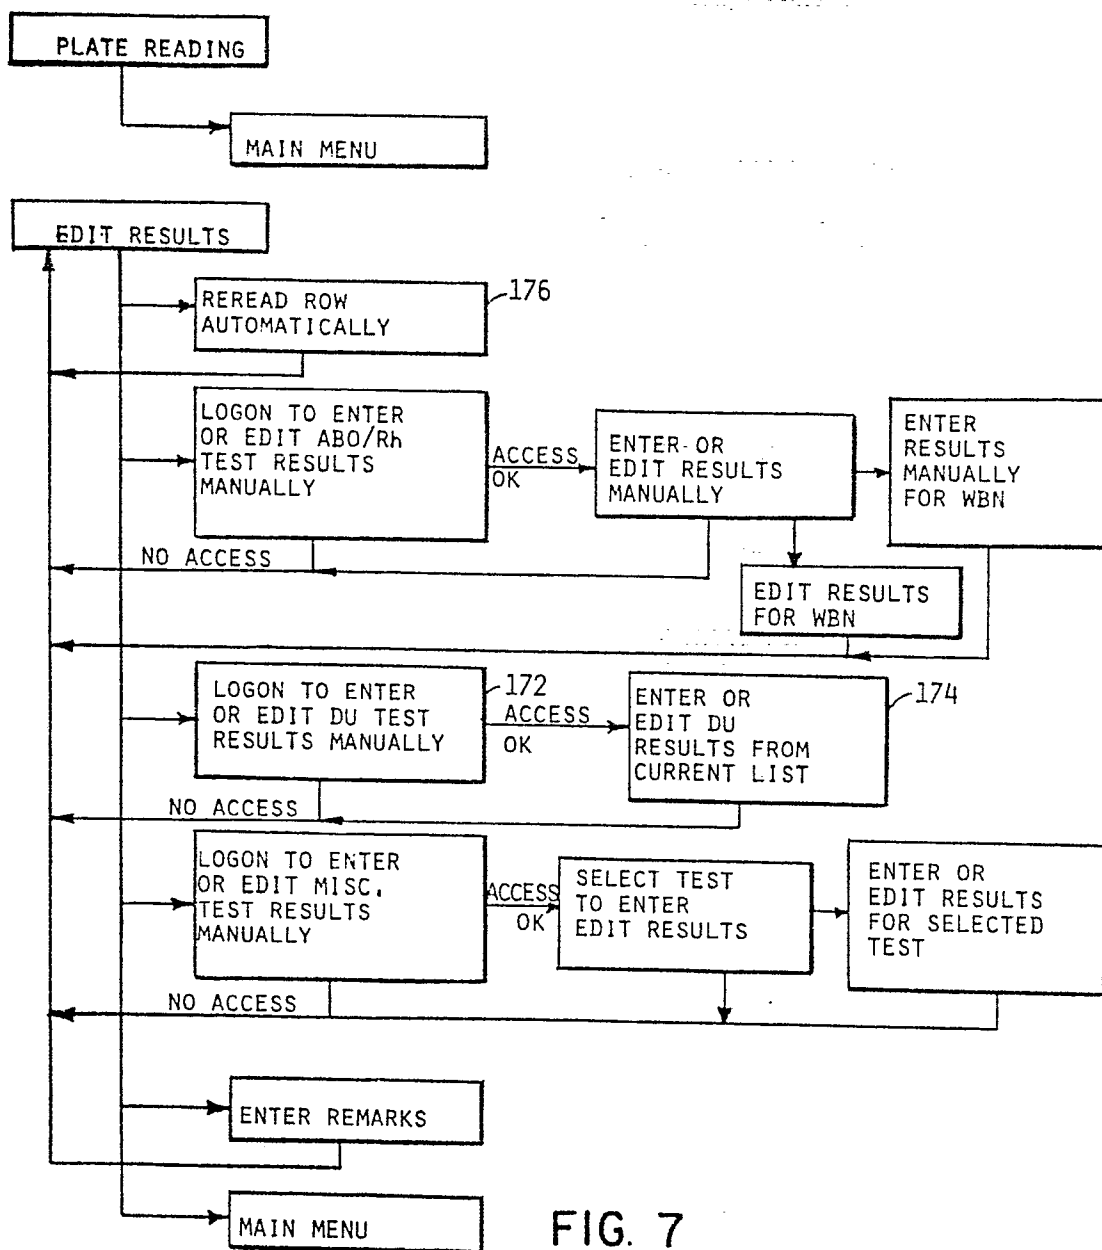 PLATE READING
MAIN MENU
EDIT RESULTS
REREAD ROW
AUTOMATICALLY
176
LOGON TO ENTER
OR EDIT ABO/Rh
TEST RESULTS
MANUALLY
ACCESS
OK
ENTER OR
EDIT RESULTS
MANUALLY
ENTER
RESULTS
MANUALLY
FOR WBN
NO ACCESS
EDIT RESULTS
FOR WBN
LOGON TO ENTER
OR EDIT DU TEST
RESULTS MANUALLY
172
ACCESS
OK
ENTER OR
EDIT DU
RESULTS FROM
CURRENT LIST
174
NO ACCESS
LOGON TO ENTER
OR EDIT MISC.
TEST RESULTS
MANUALLY
ACCESS
OK
SELECT TEST
TO ENTER
EDIT RESULTS
ENTER OR
EDIT RESULTS
FOR SELECTED
TEST
NO ACCESS
ENTER REMARKS
MAIN MENU
FIG. 7